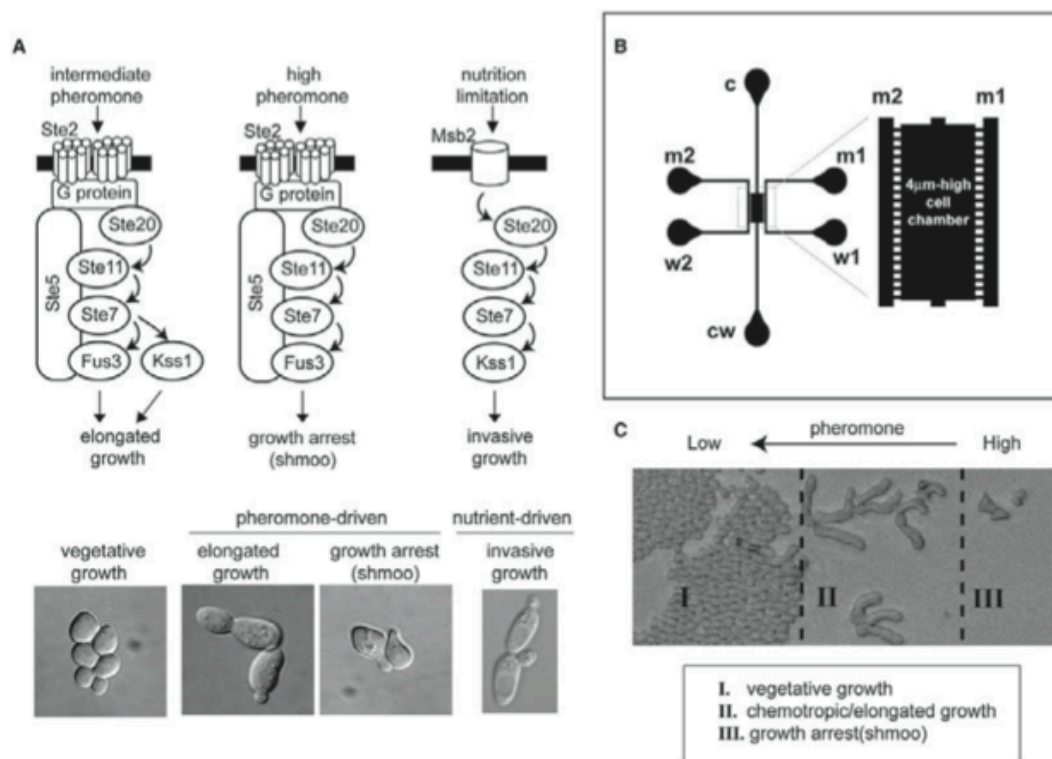 A
intermediate pheromone
high pheromone
nutrition limitation
Ste2
Ste2
Msb2
G protein
G protein
Ste20
Ste20
Ste20
Ste5
Ste11
Ste5
Ste11
Ste11
Ste7
Ste7
Ste7
Fus3
Kss1
Fus3
Kss1
elongated growth
growth arrest (shmoo)
invasive growth
pheromone-driven
nutrient-driven
vegetative growth
elongated growth
growth arrest (shmoo)
invasive growth
B
c
m2
m1
m2
m1
w2
w1
cw
4μm-high
cell
chamber
C
Low
pheromone
High
I
II
III
I. vegetative growth
II. chemotropic/elongated growth
III. growth arrest(shmoo)